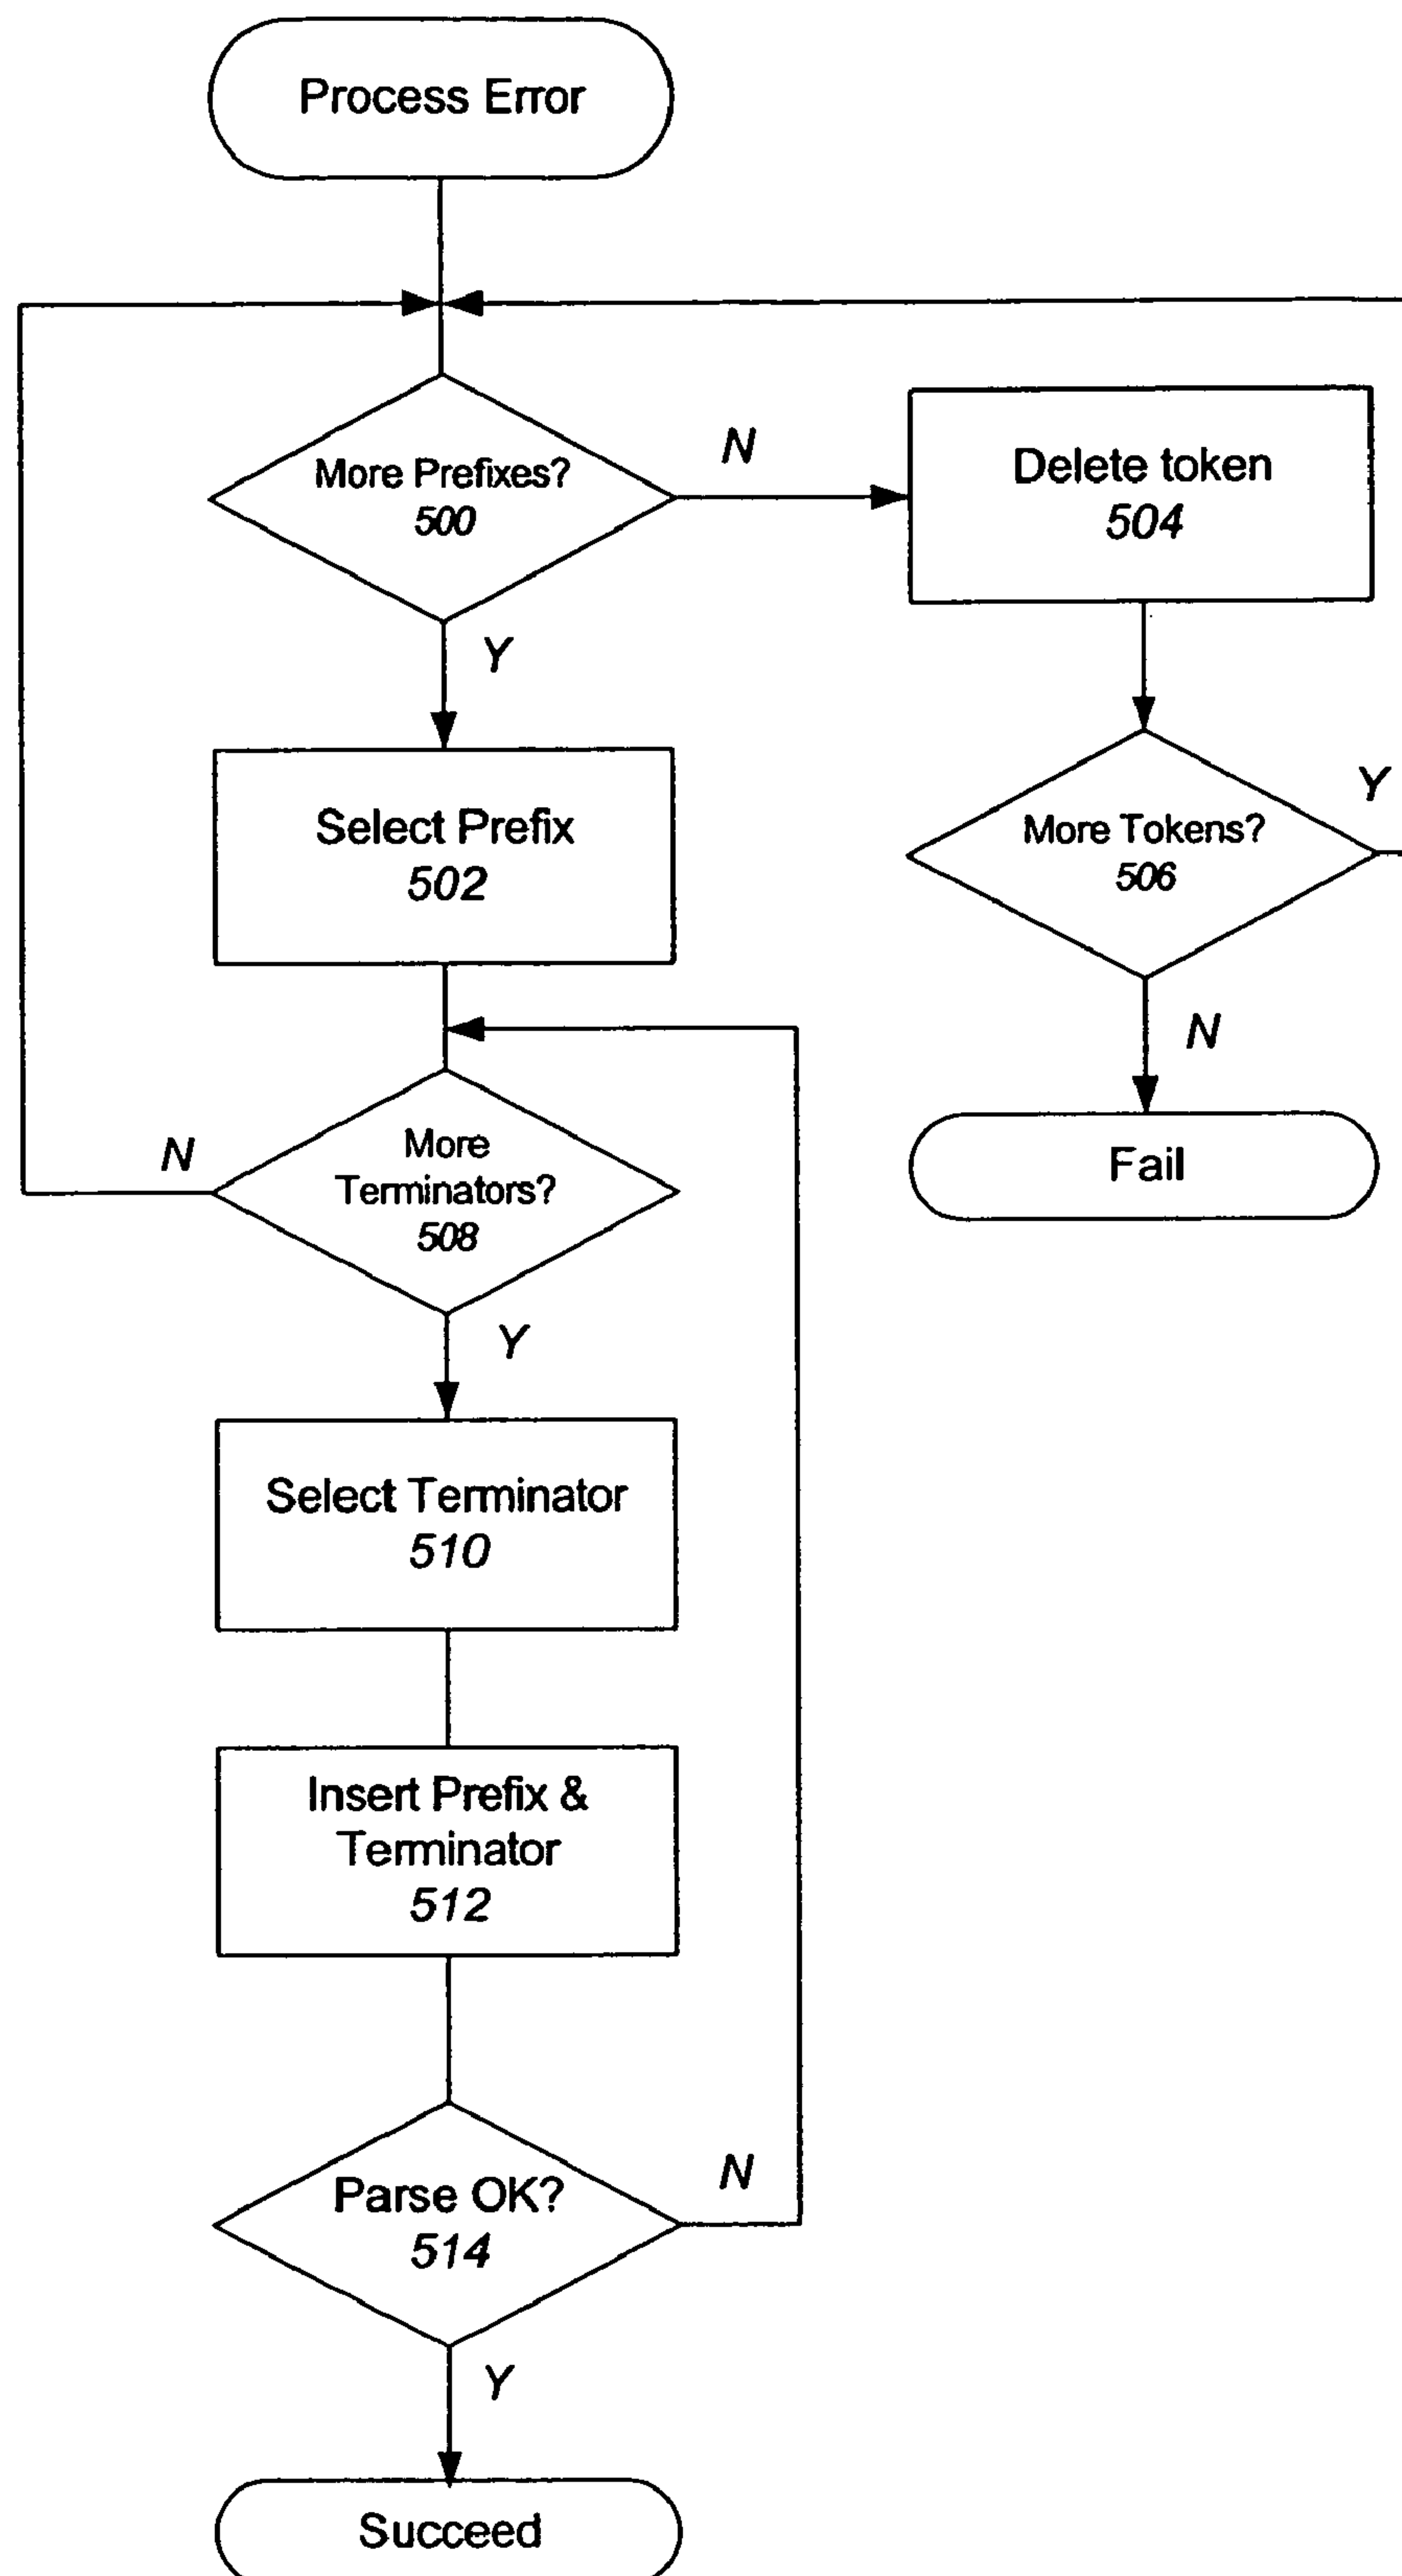 Process Error
More Prefixes?
500
N
Delete token
504
Y
Select Prefix
502
More Tokens?
506
Y
N
Fail
N
More
Terminators?
508
Y
Select Terminator
510
Insert Prefix &
Terminator
512
Parse OK?
514
N
Y
Succeed